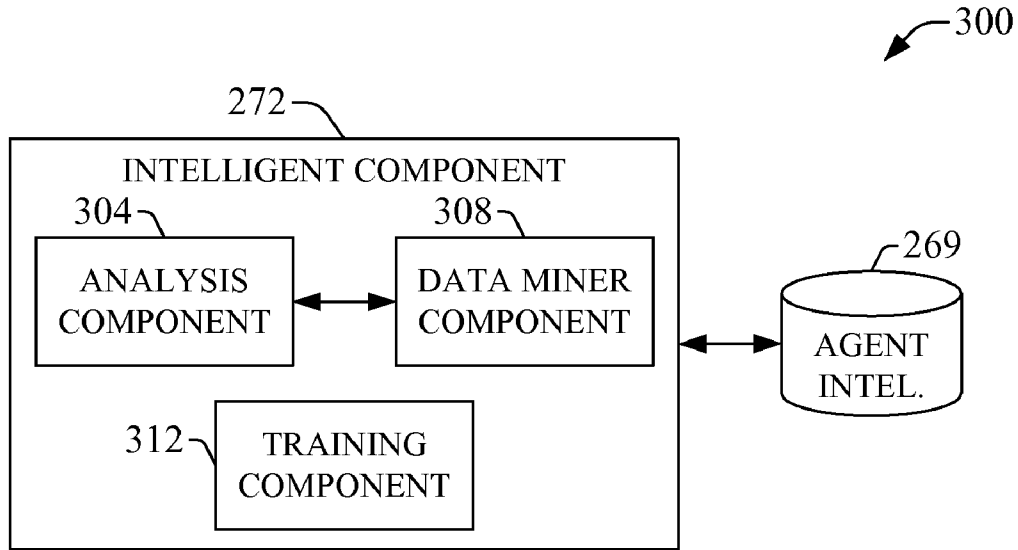 300
272
INTELLIGENT COMPONENT
304
308
ANALYSIS
COMPONENT
DATA MINER
COMPONENT
269
AGENT
INTEL.
312
TRAINING
COMPONENT